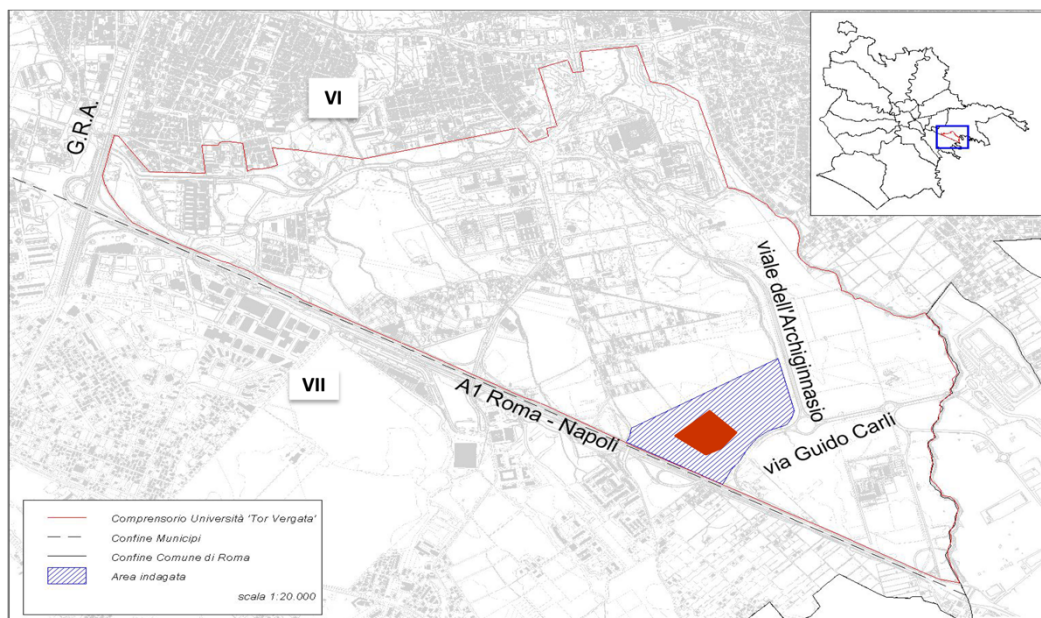 G.R.A.
VI
viale dell'Archiginnasio
VII
A1 Roma - Napoli
via Guido Carli
Comprensorio Università 'Tor Vergata'
Confine Municipi
Confine Comune di Roma
Area indagata
scala 1:20.000